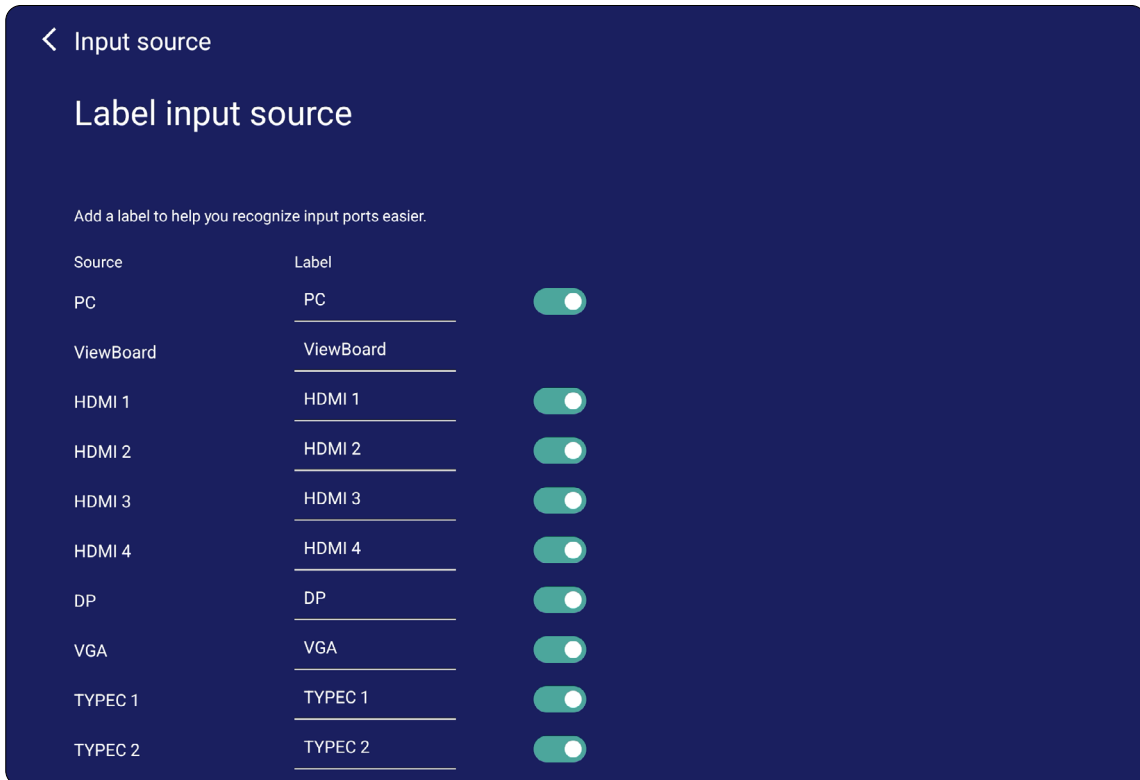 Input source
Label input source
Add a label to help you recognize input ports easier.
Source Label
PC PC
ViewBoard ViewBoard
HDMI 1 HDMI 1
HDMI 2 HDMI 2
HDMI 3 HDMI 3
HDMI 4 HDMI 4
DP DP
VGA VGA
TYPEC 1 TYPEC 1
TYPEC 2 TYPEC 2